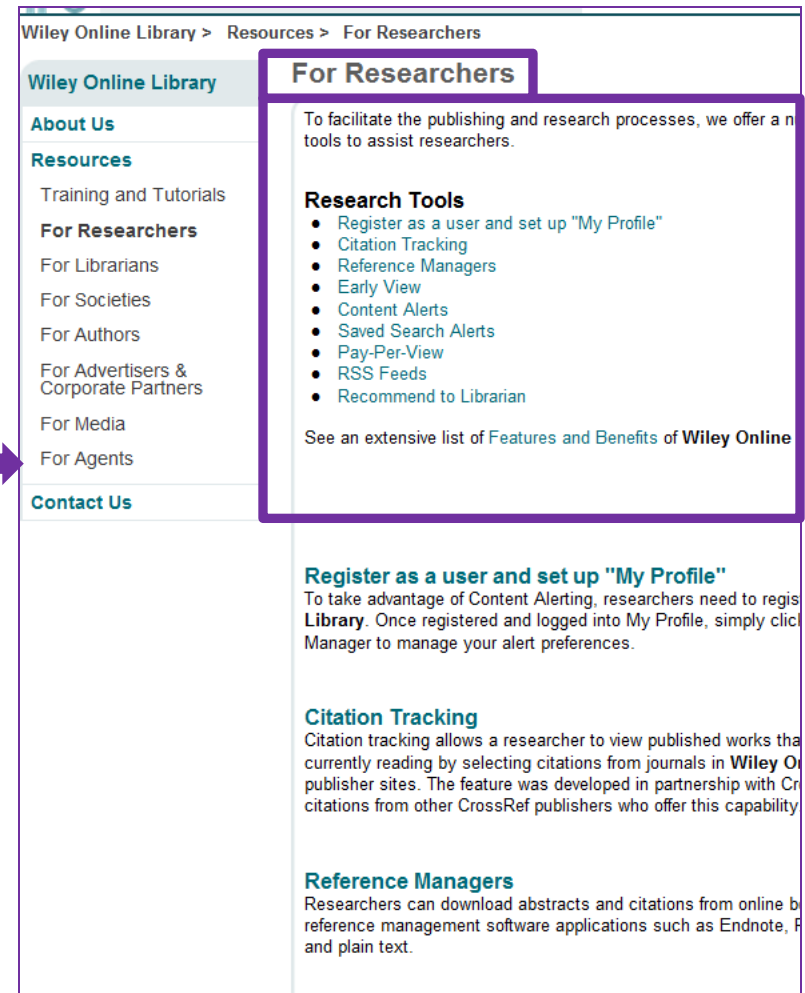 Wiley Online Library > Resources > For Researchers
Wiley Online Library
About Us
Resources
Training and Tutorials
For Researchers
For Librarians
For Societies
For Authors
For Advertisers &
Corporate Partners
For Media
For Agents
Contact Us
For Researchers
To facilitate the publishing and research processes, we offer a
tools to assist researchers.
Research Tools
● Register as a user and set up "My Profile"
● Citation Tracking
● Reference Managers
● Early View
● Content Alerts
● Saved Search Alerts
● Pay-Per-View
● RSS Feeds
● Recommend to Librarian
See an extensive list of Features and Benefits of Wiley Online
Register as a user and set up "My Profile"
To take advantage of Content Alerting, researchers need to
Library. Once registered and logged into My Profile, simply
Manager to manage your alert preferences.
Citation Tracking
Citation tracking allows a researcher to view published works
currently reading by selecting citations from journals in Wiley
publisher sites. The feature was developed in partnership with
citations from other CrossRef publishers who offer this capability
Reference Managers
Researchers can download abstracts and citations from online
reference management software applications such as Endnote,
and plain text.